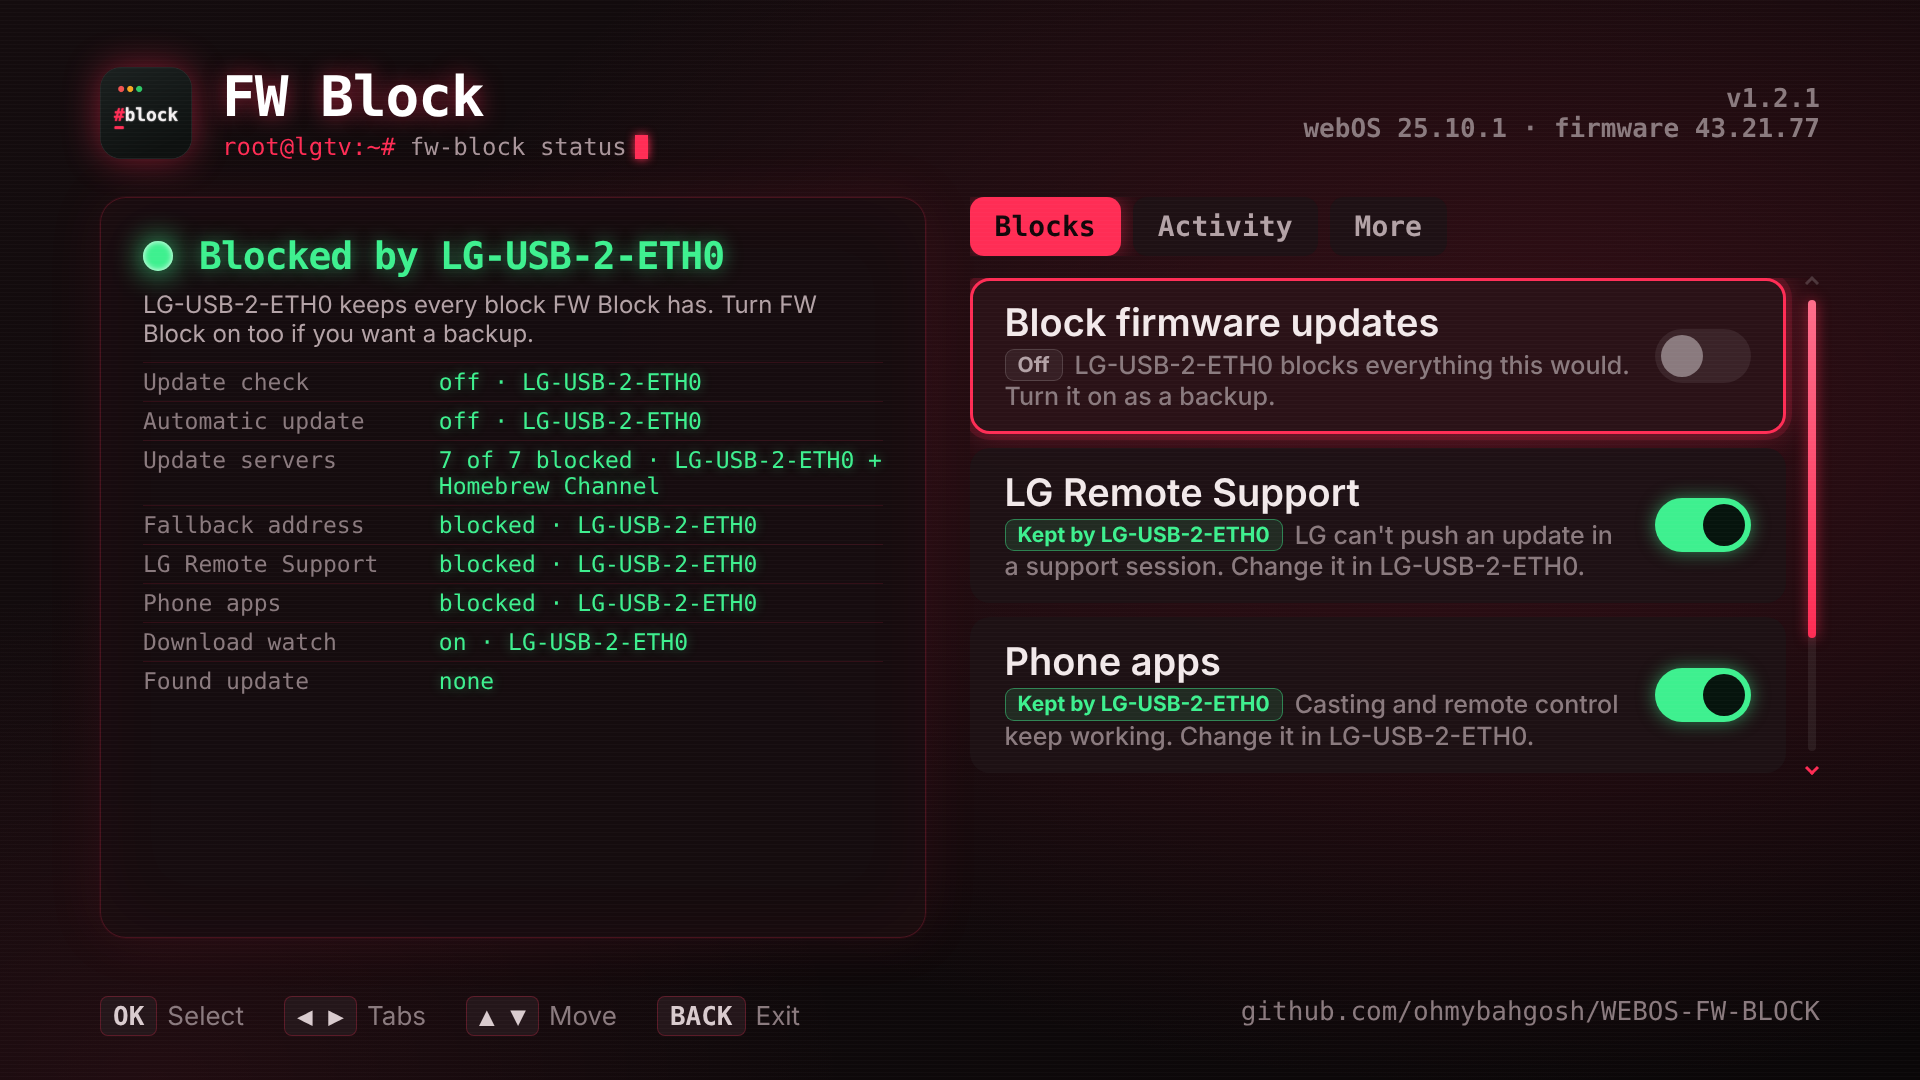 #block
FW Block
root@lgtv:~# fw-block status
v1.2.1
webOS 25.10.1 · firmware 43.21.77
Blocked by LG-USB-2-ETH0
LG-USB-2-ETH0 keeps every block FW Block has. Turn FW
Block on too if you want a backup.
Update check off · LG-USB-2-ETH0
Automatic update off · LG-USB-2-ETH0
Update servers 7 of 7 blocked · LG-USB-2-ETH0 +
Homebrew Channel
Fallback address blocked · LG-USB-2-ETH0
LG Remote Support blocked · LG-USB-2-ETH0
Phone apps blocked · LG-USB-2-ETH0
Download watch on · LG-USB-2-ETH0
Found update none
Blocks Activity More
Block firmware updates
Off LG-USB-2-ETH0 blocks everything this would.
Turn it on as a backup.
LG Remote Support
Kept by LG-USB-2-ETH0 LG can't push an update in
a support session. Change it in LG-USB-2-ETH0.
Phone apps
Kept by LG-USB-2-ETH0 Casting and remote control
keep working. Change it in LG-USB-2-ETH0.
OK Select ◀ ▶ Tabs ▲ ▼ Move BACK Exit
github.com/ohmybahgosh/WEBOS-FW-BLOCK